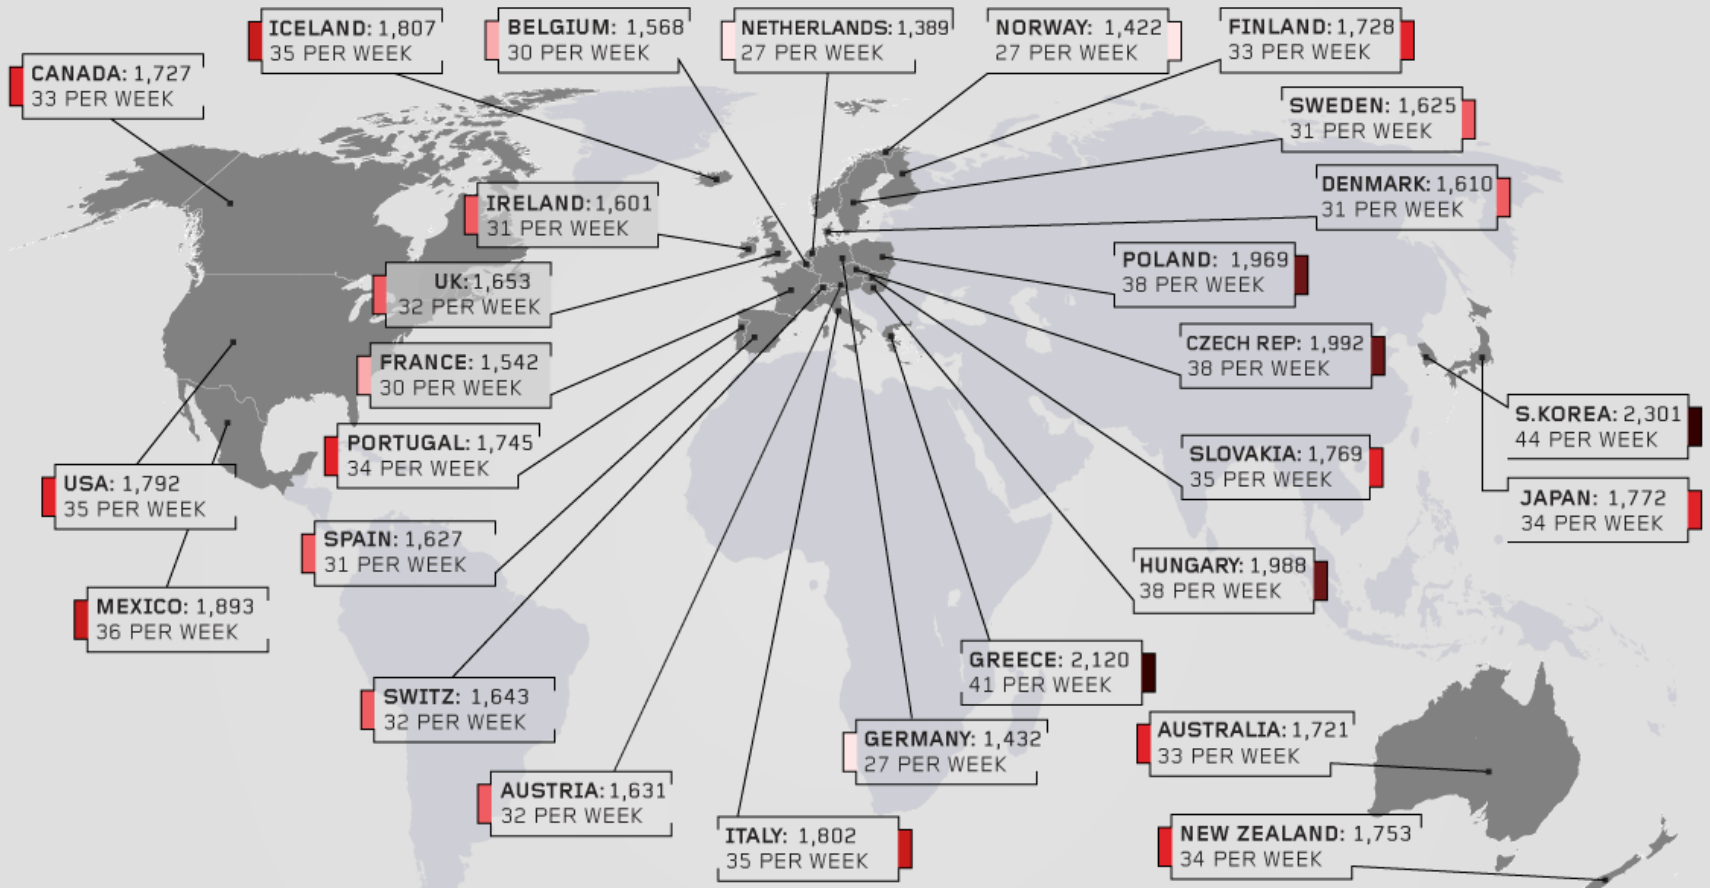 ICELAND: 1,807
35 PER WEEK
BELGIUM: 1,568
30 PER WEEK
NETHERLANDS: 1,389
27 PER WEEK
NORWAY: 1,422
27 PER WEEK
FINLAND: 1,728
33 PER WEEK
CANADA: 1,727
33 PER WEEK
SWEDEN: 1,625
31 PER WEEK
IRELAND: 1,601
31 PER WEEK
DENMARK: 1,610
31 PER WEEK
UK: 1,653
32 PER WEEK
POLAND: 1,969
38 PER WEEK
FRANCE: 1,542
30 PER WEEK
CZECH REP: 1,992
38 PER WEEK
S.KOREA: 2,301
44 PER WEEK
PORTUGAL: 1,745
34 PER WEEK
SLOVAKIA: 1,769
35 PER WEEK
USA: 1,792
35 PER WEEK
JAPAN: 1,772
34 PER WEEK
SPAIN: 1,627
31 PER WEEK
HUNGARY: 1,988
38 PER WEEK
MEXICO: 1,893
36 PER WEEK
GREECE: 2,120
41 PER WEEK
SWITZ: 1,643
32 PER WEEK
GERMANY: 1,432
27 PER WEEK
AUSTRALIA: 1,721
33 PER WEEK
AUSTRIA: 1,631
32 PER WEEK
ITALY: 1,802
35 PER WEEK
NEW ZEALAND: 1,753
34 PER WEEK